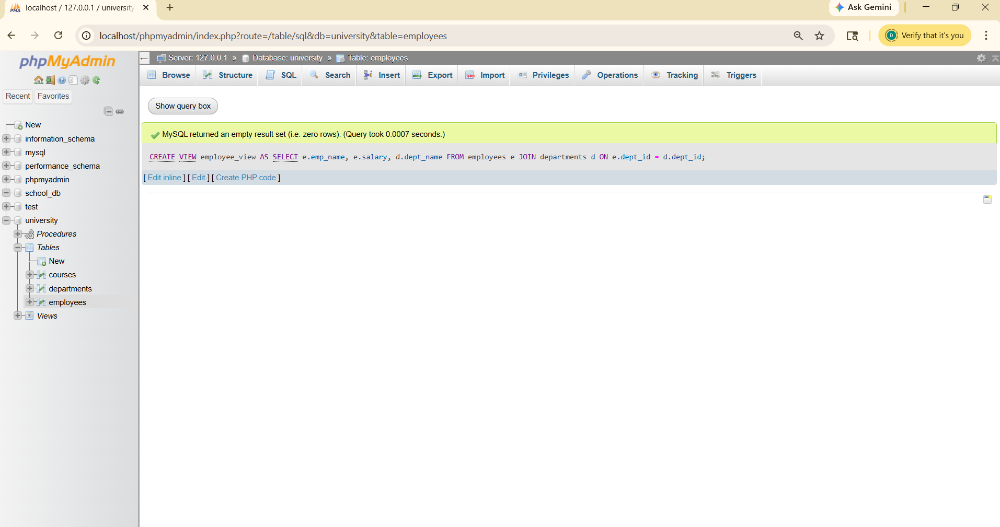 PMA localhost / 127.0.0.1 / university
Ask Gemini
localhost/phpmyadmin/index.php?route=/table/sql&db=university&table=employees
D Verify that it's you
phpMyAdmin
Recent Favorites
New
information_schema
mysql
performance_schema
phpmyadmin
school_db
test
university
Procedures
Tables
New
courses
departments
employees
Views
Server: 127.0.0.1 » Database: university » Table: employees
Browse Structure SQL Search Insert Export Import Privileges Operations Tracking Triggers
Show query box
MySQL returned an empty result set (i.e. zero rows). (Query took 0.0007 seconds.)
CREATE VIEW employee_view AS SELECT e.emp_name, e.salary, d.dept_name FROM employees e JOIN departments d ON e.dept_id = d.dept_id;
[ Edit inline ] [ Edit ] [ Create PHP code ]